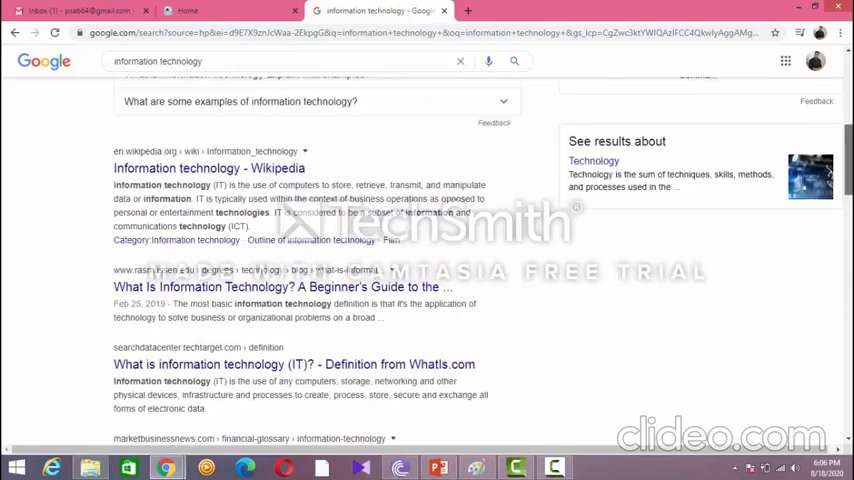 Inbox (1) - psab64@gmail.com
Home
information technology - Google
google.com/search?source=hp&ei=d9E7X9znJcWaa-2EkpgG&q=information+technology+&oq=information+technology+&gs_lcp=
Google
information technology
What are some examples of information technology?
Feedback
Feedback
See results about
Technology
Technology is the sum of techniques, skills, methods,
and processes used in the ...
en.wikipedia.org › wiki › Information_technology
Information technology - Wikipedia
Information technology (IT) is the use of computers to store, retrieve, transmit, and manipulate
data or information. IT is typically used within the context of business operations as opposed to
personal or entertainment technologies. IT is considered to be a subset of information and
communications technology (ICT).
Category:Information technology · Outline of information technology · Film
TechSmith®
MADE WITH CAMTASIA FREE TRIAL
www.rasmussen.edu › degrees › technology › blog › what-is-informat...
What Is Information Technology? A Beginner's Guide to the ...
Feb 25, 2019 - The most basic information technology definition is that it's the application of
technology to solve business or organizational problems on a broad ...
searchdatacenter.techtarget.com › definition
What is information technology (IT)? - Definition from WhatIs.com
Information technology (IT) is the use of any computers, storage, networking and other
physical devices, infrastructure and processes to create, process, store, secure and exchange all
forms of electronic data.
marketbusinessnews.com › financial-glossary › information-technology
clideo.com
6:06 PM
8/18/2020